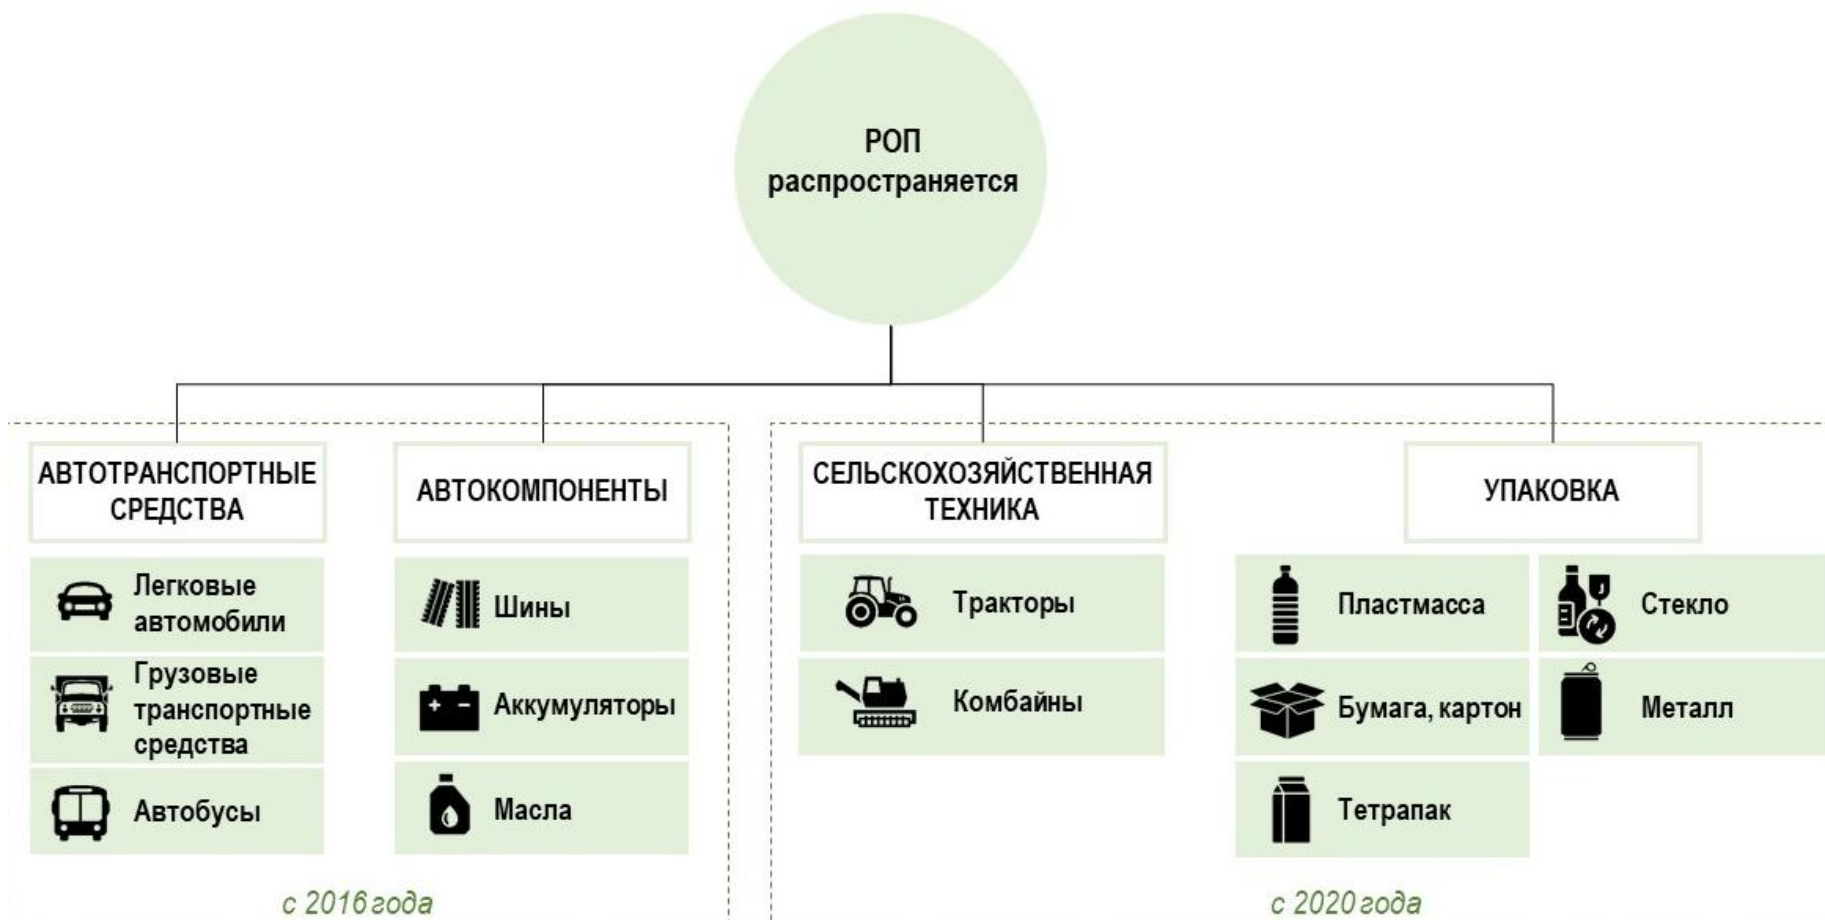 РОП
распространяется
АВТОТРАНСПОРТНЫЕ
СРЕДСТВА
Легковые
автомобили
Грузовые
транспортные
средства
Автобусы
АВТОКОМПОНЕНТЫ
Шины
Аккумуляторы
Масла
с 2016 года
СЕЛЬСКОХОЗЯЙСТВЕННАЯ
ТЕХНИКА
Тракторы
Комбайны
УПАКОВКА
Пластмасса
Бумага, картон
Тетрапак
Стекло
Металл
с 2020 года